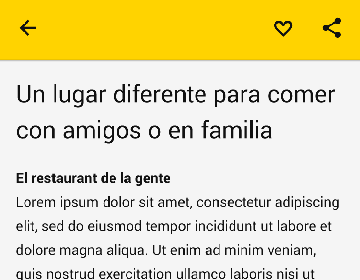 Un lugar diferente para comer
con amigos o en familia
El restaurant de la gente
Lorem ipsum dolor sit amet, consectetur adipiscing
elit, sed do eiusmod tempor incididunt ut labore et
dolore magna aliqua. Ut enim ad minim veniam,
quis nostrud exercitation ullamco laboris nisi ut